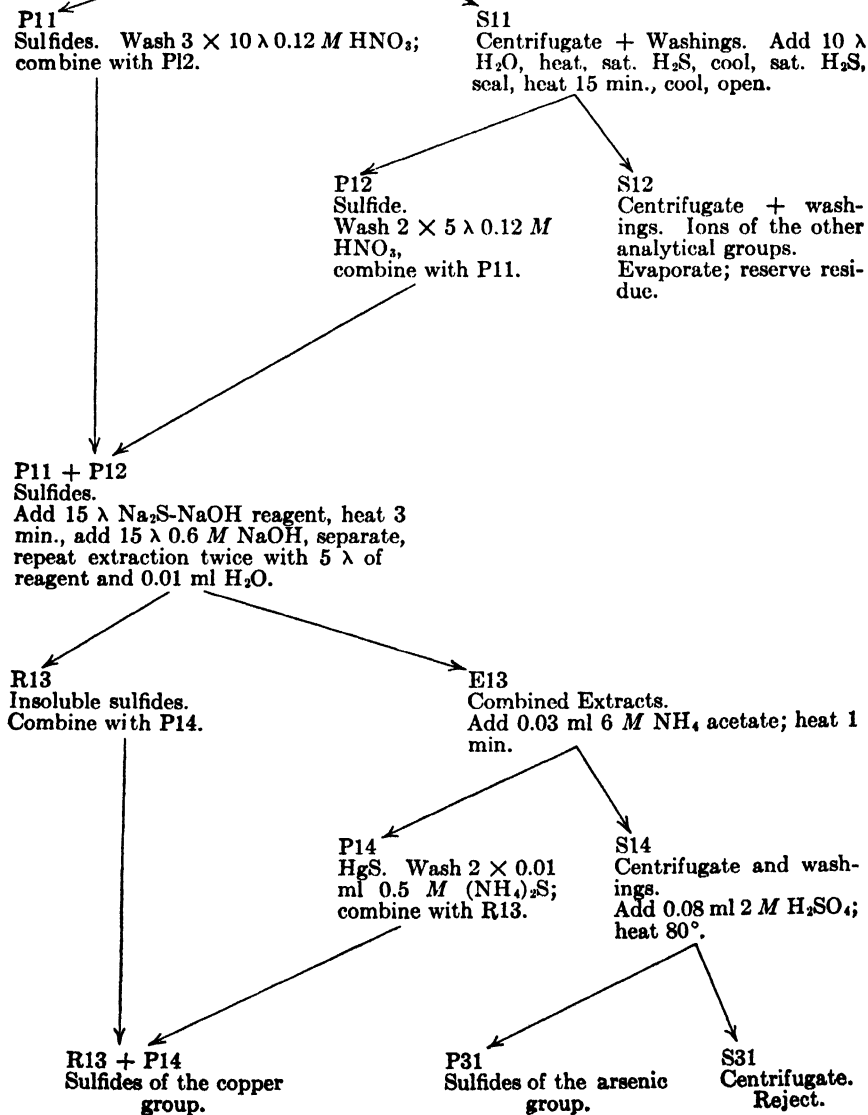 P11
Sulfides. Wash 3 × 10 λ 0.12 M HNO₃;
combine with P12.
S11
Centrifugate + Washings. Add 10 λ
H₂O, heat, sat. H₂S, cool, sat. H₂S,
seal, heat 15 min., cool, open.
P12
Sulfide.
Wash 2 × 5 λ 0.12 M
HNO₃,
combine with P11.
S12
Centrifugate + wash-
ings. Ions of the other
analytical groups.
Evaporate; reserve resi-
due.
P11 + P12
Sulfides.
Add 15 λ Na₂S-NaOH reagent, heat 3
min., add 15 λ 0.6 M NaOH, separate,
repeat extraction twice with 5 λ of
reagent and 0.01 ml H₂O.
R13
Insoluble sulfides.
Combine with P14.
E13
Combined Extracts.
Add 0.03 ml 6 M NH₄ acetate; heat 1
min.
P14
HgS. Wash 2 × 0.01
ml 0.5 M (NH₄)₂S;
combine with R13.
S14
Centrifugate and wash-
ings.
Add 0.08 ml 2 M H₂SO₄;
heat 80°.
R13 + P14
Sulfides of the copper
group.
P31
Sulfides of the arsenic
group.
S31
Centrifugate.
Reject.